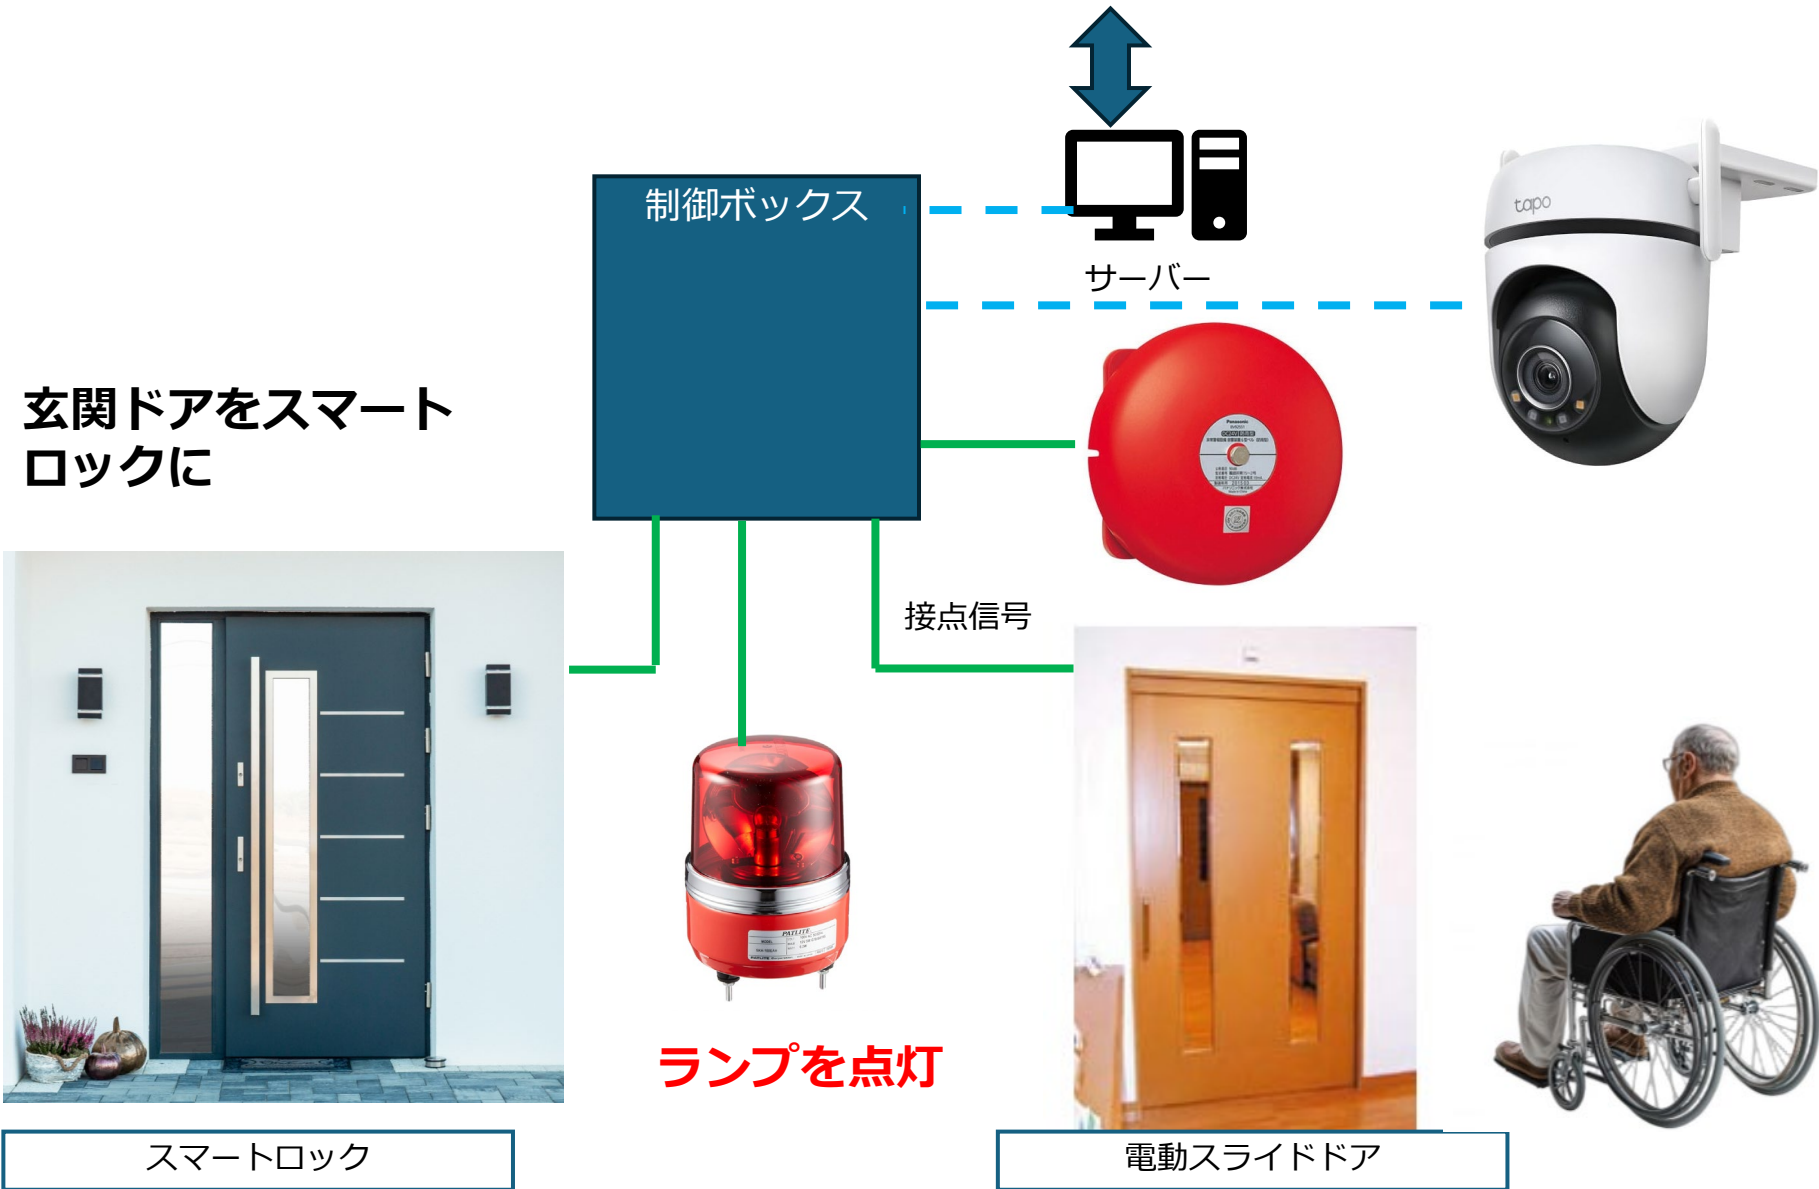 制御ボックス
サーバー
tapo
玄関ドアをスマート
ロックに
Panasonic
接点信号
PATLITE
ランプを点灯
スマートロック
電動スライドドア